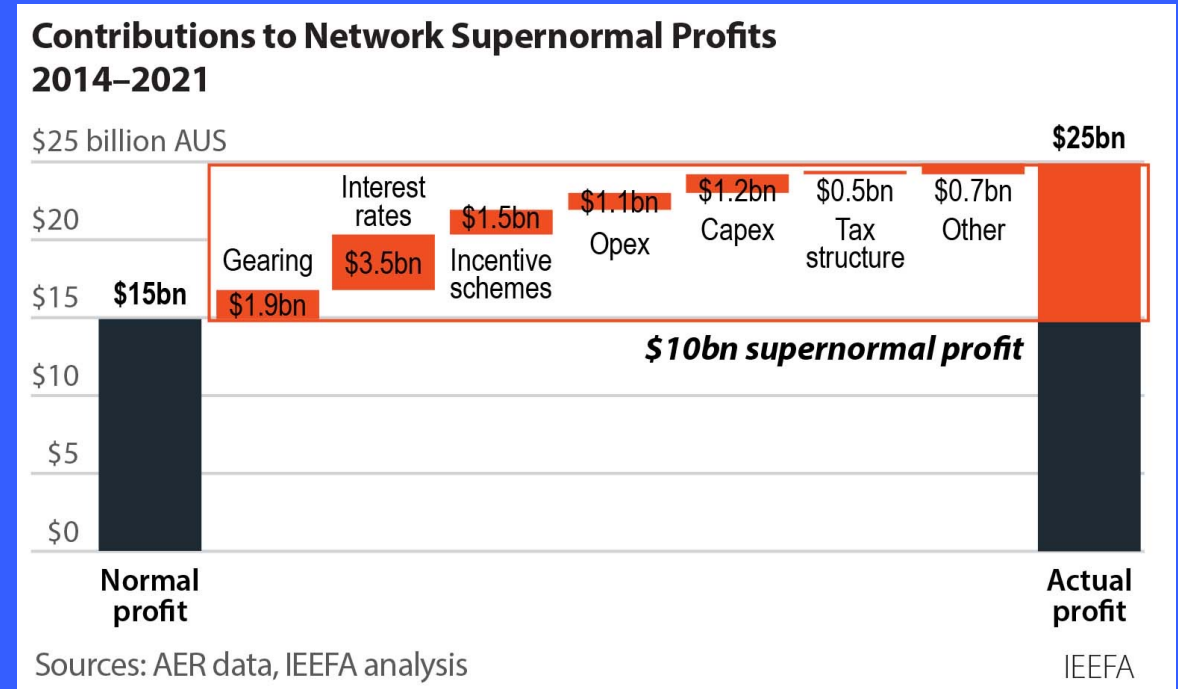 Contributions to Network Supernormal Profits
2014–2021
$25 billion AUS
$20
$15
$10
$5
$0
$15bn
Normal
profit
Gearing
$1.9bn
Interest
rates
$3.5bn
$1.5bn
Incentive
schemes
$1.1bn
Opex
$1.2bn
Capex
$0.5bn
Tax
structure
$0.7bn
Other
$10bn supernormal profit
$25bn
Actual
profit
Sources: AER data, IEEFA analysis
IEEFA